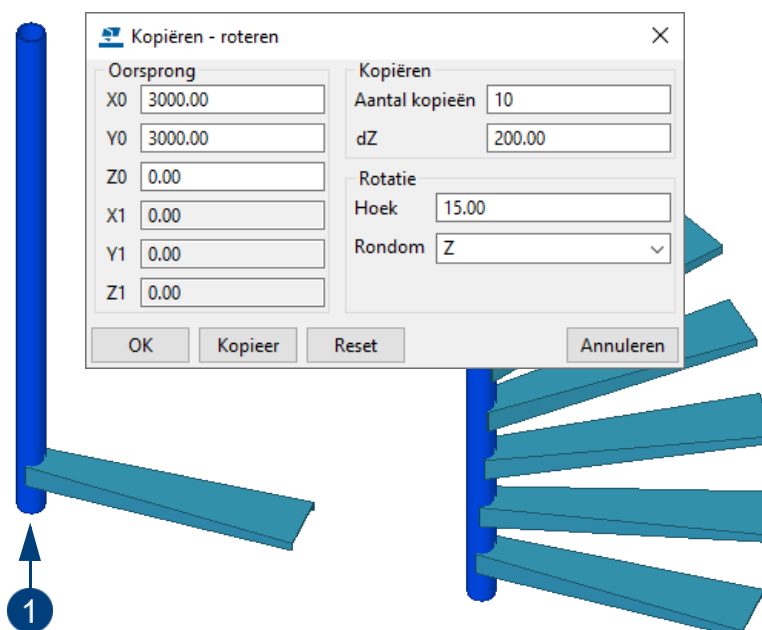 Kopiëren - roteren
Oorsprong
X0 3000.00
Y0 3000.00
Z0 0.00
X1 0.00
Y1 0.00
Z1 0.00
Kopiëren
Aantal kopieën 10
dZ 200.00
Rotatie
Hoek 15.00
Rondom Z
OK Kopieer Reset Annuleren
1